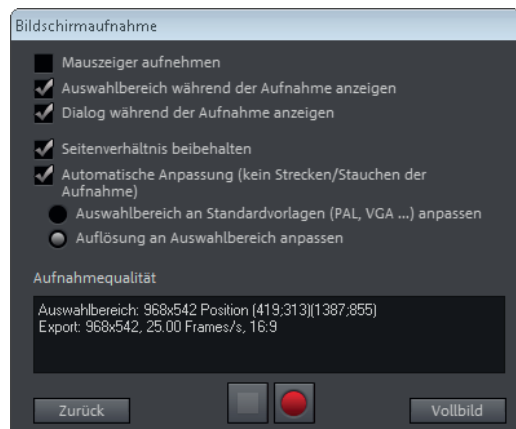 Bildschirmaufnahme
Mauszeiger aufnehmen
Auswahlbereich während der Aufnahme anzeigen
Dialog während der Aufnahme anzeigen
Seitenverhältnis beibehalten
Automatische Anpassung (kein Strecken/Stauchen der
Aufnahme)
Auswahlbereich an Standardvorlagen (PAL, VGA ...) anpassen
Auflösung an Auswahlbereich anpassen
Aufnahmequalität
Auswahlbereich: 968x542 Position (419;313)(1387;855)
Export: 968x542, 25.00 Frames/s, 16:9
Zurück
Vollbild